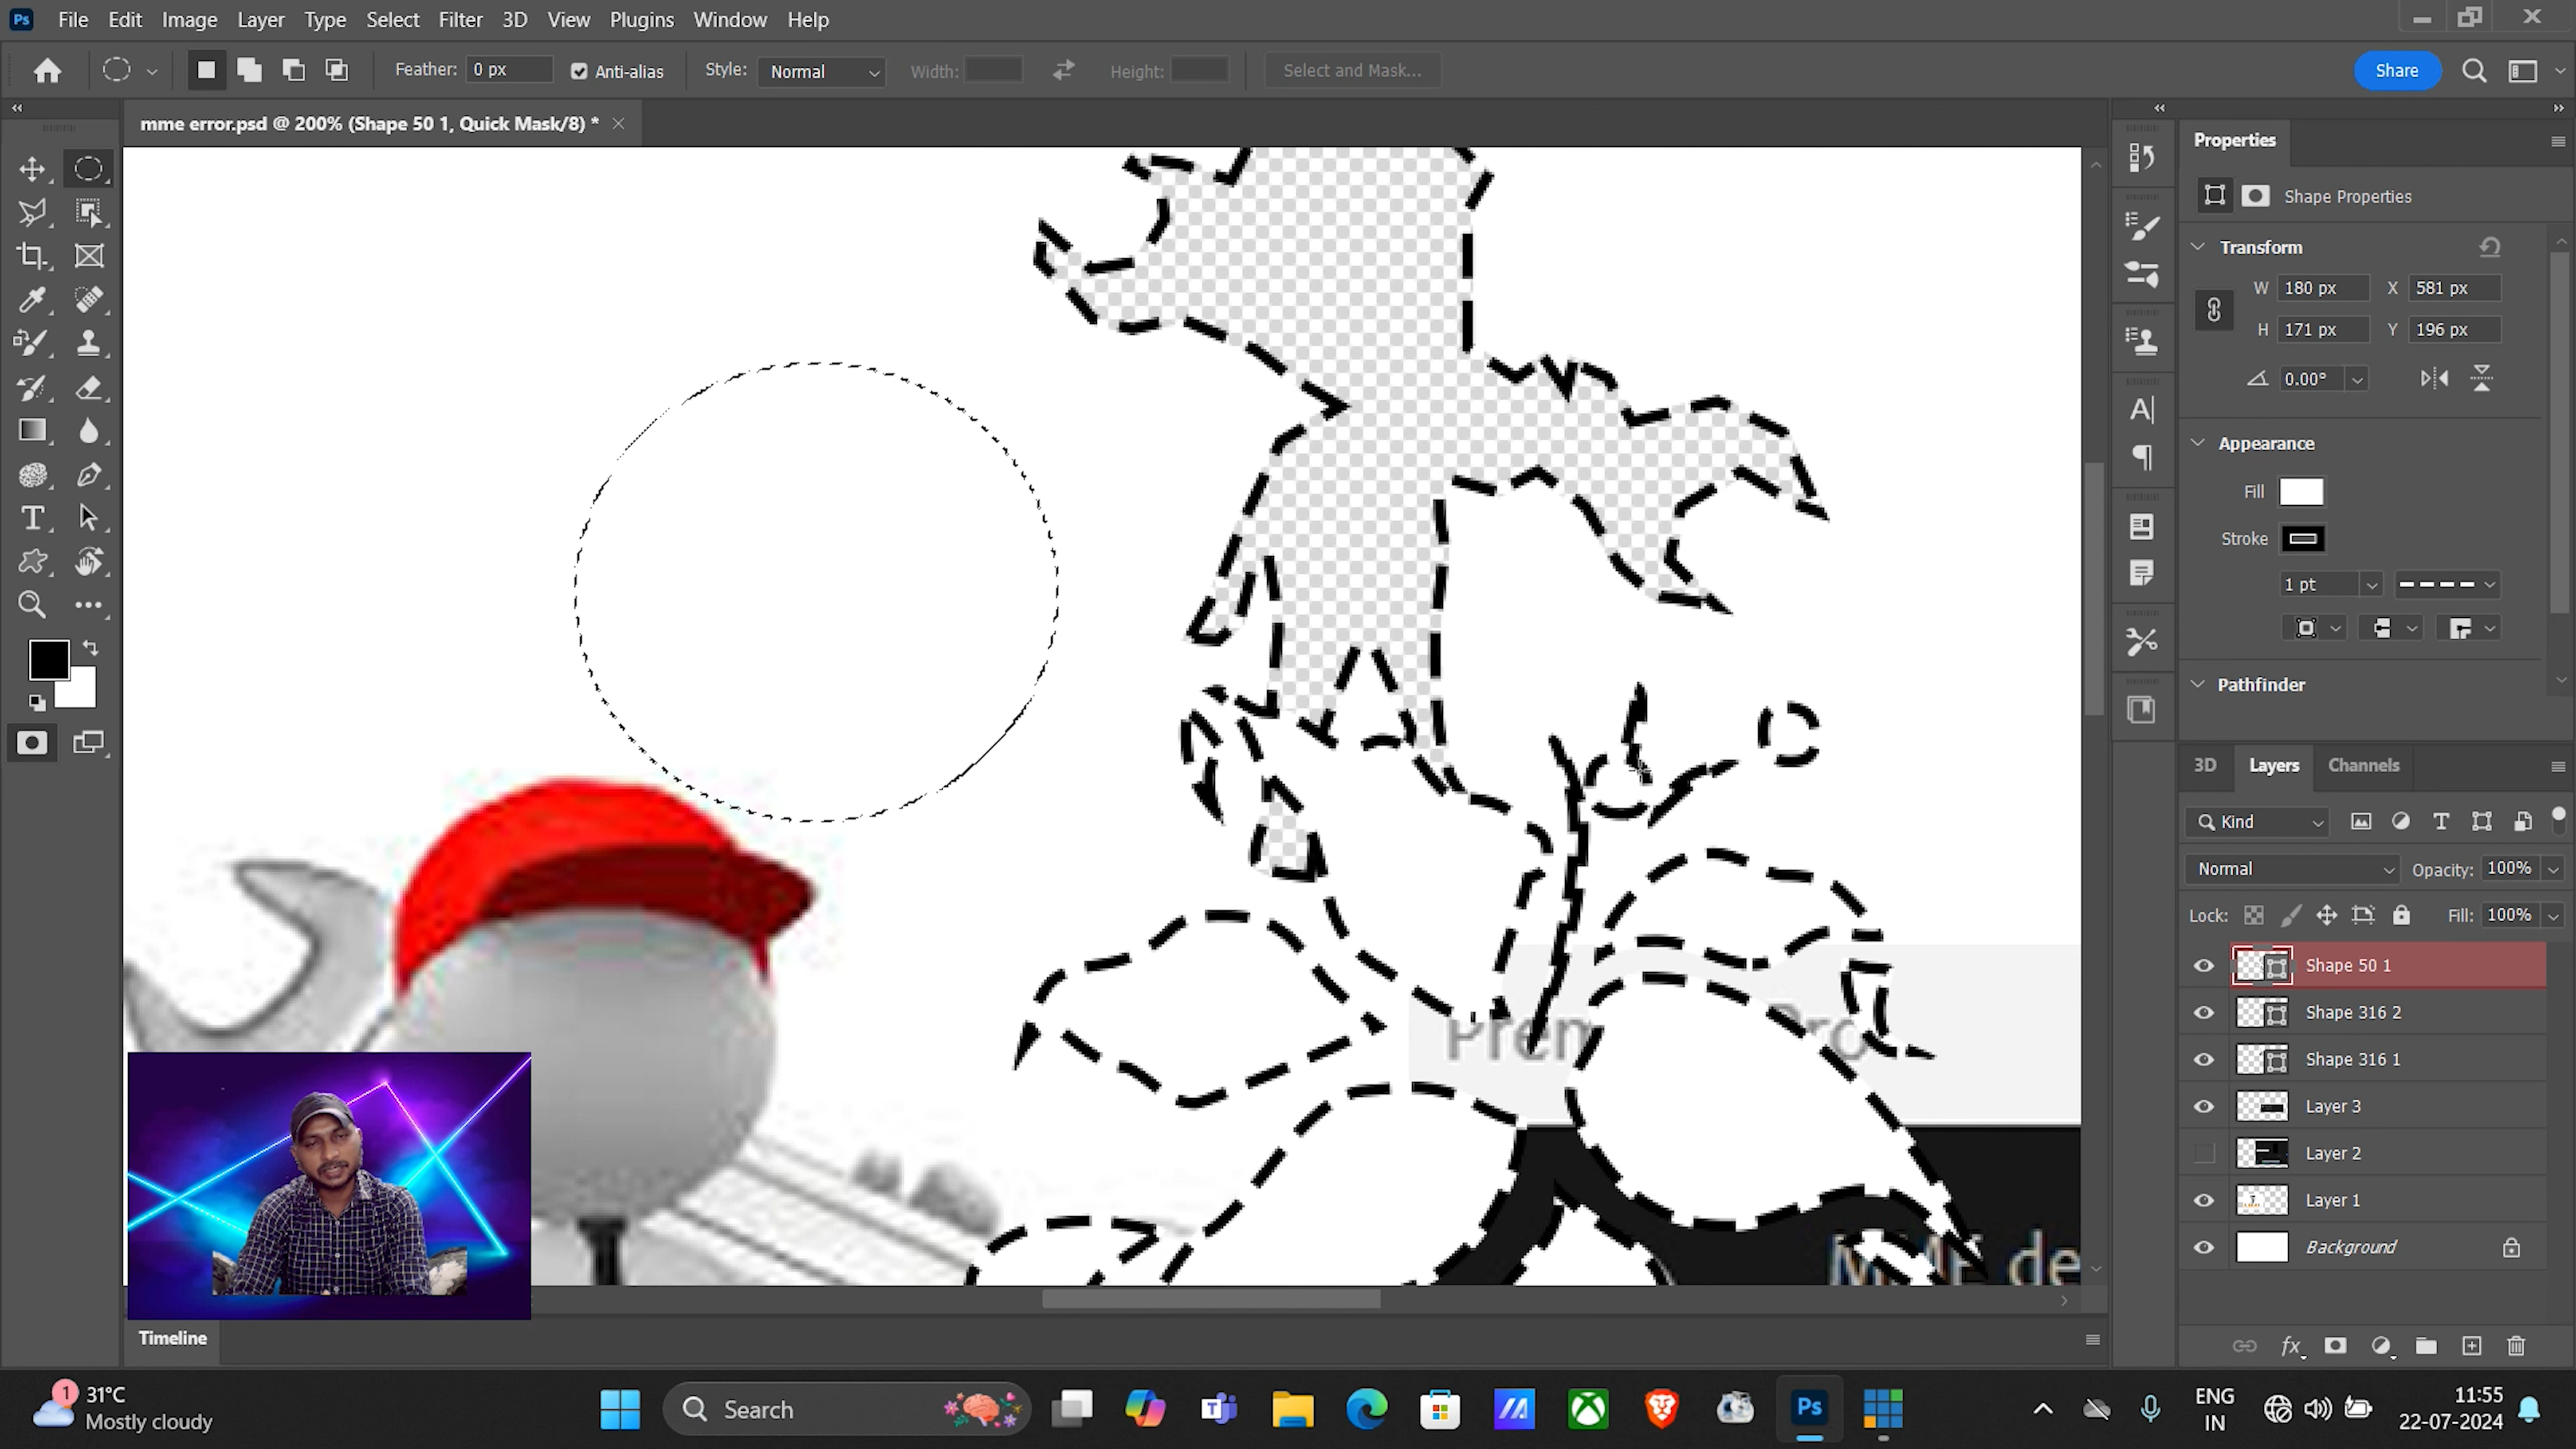 Ps File Edit Image Layer Type Select Filter 3D View Plugins Window Help
Feather: 0 px Anti-alias Style: Normal Width: Height: Select and Mask... Share
mme error.psd @ 200% (Shape 50 1, Quick Mask/8) *
Properties
Shape Properties
Transform
W 180 px X 581 px
H 171 px Y 196 px
0.00°
Appearance
Fill
Stroke
1 pt
Pathfinder
3D Layers Channels
Kind
Normal Opacity: 100%
Lock: Fill: 100%
Shape 50 1
Shape 316 2
Shape 316 1
Layer 3
Layer 2
Layer 1
Background
fx
Timeline
1 31°C
Mostly cloudy
Search
Ps
ENG
IN
11:55
22-07-2024